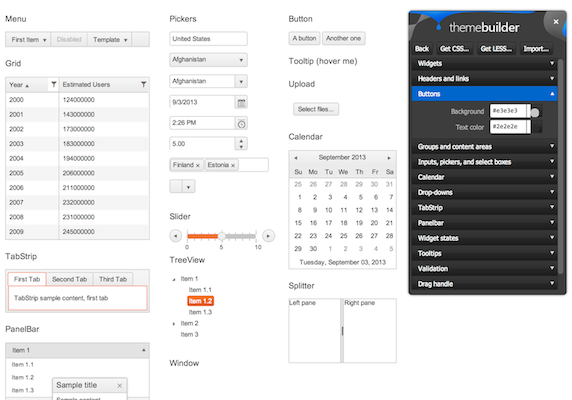 Menu
First Item
Disabled
Template
Grid
Year
Estimated Users
2000 124000000
2001 143000000
2002 173000000
2003 183000000
2004 194000000
2005 206000000
2006 211000000
2007 232000000
2008 231000000
2009 245000000
TabStrip
First Tab
Second Tab
Third Tab
TabStrip sample content, first tab
PanelBar
Item 1
Item 1.1
Item 1.2
Item 1.3
Sample title
Sample content
Pickers
United States
Afghanistan
Afghanistan
9/3/2013
2:26 PM
5.00
Finland
Estonia
Slider
0 5 10
TreeView
Item 1
Item 1.1
Item 1.2
Item 1.3
Item 2
Item 3
Window
Button
A button
Another one
Tooltip (hover me)
Upload
Select files...
Calendar
September 2013
Su Mo Tu We Th Fr Sa
25 26 27 28 29 30 31
1 2 3 4 5 6 7
8 9 10 11 12 13 14
15 16 17 18 19 20 21
22 23 24 25 26 27 28
29 30 1 2 3 4 5
Tuesday, September 03, 2013
Splitter
Left pane
Right pane
themebuilder
Back
Get CSS...
Get LESS...
Import...
Widgets
Headers and links
Buttons
Background #e3e3e3
Text color #2e2e2e
Groups and content areas
Inputs, pickers, and select boxes
Calendar
Drop-downs
TabStrip
Panelbar
Widget states
Tooltips
Validation
Drag handle